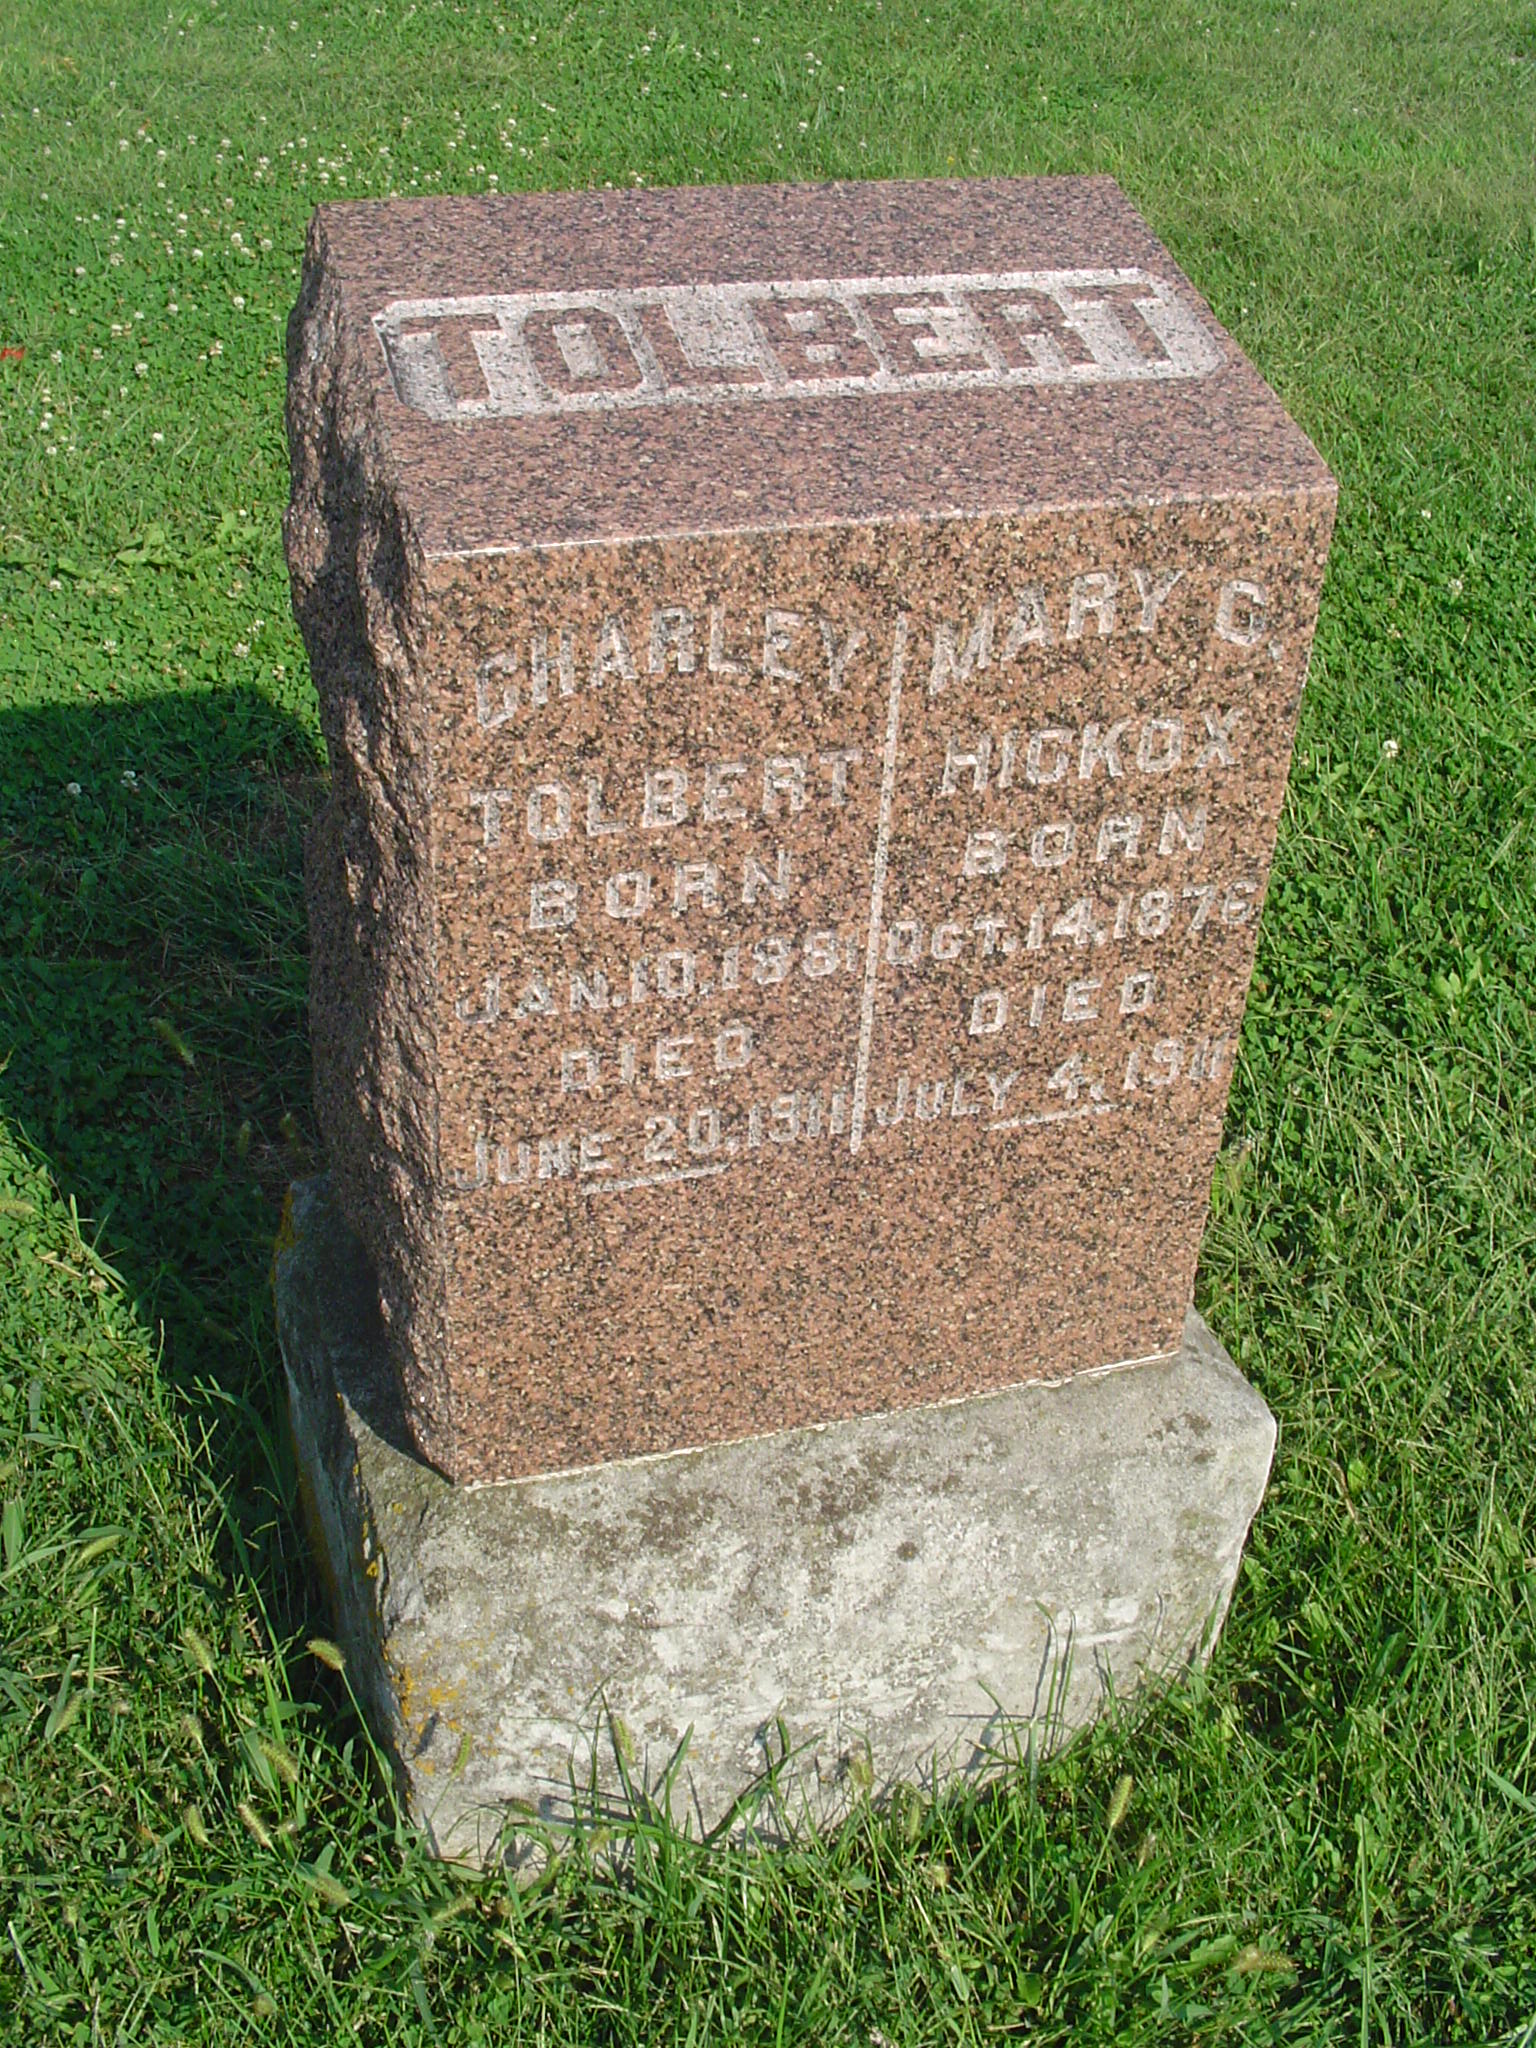 TOLBERT
CHARLEY
TOLBERT
BORN
JAN. 10, 1881
DIED
JUNE 20, 1911
MARY C.
HICKOX
BORN
OCT. 14, 1876
DIED
JULY 4, 1911